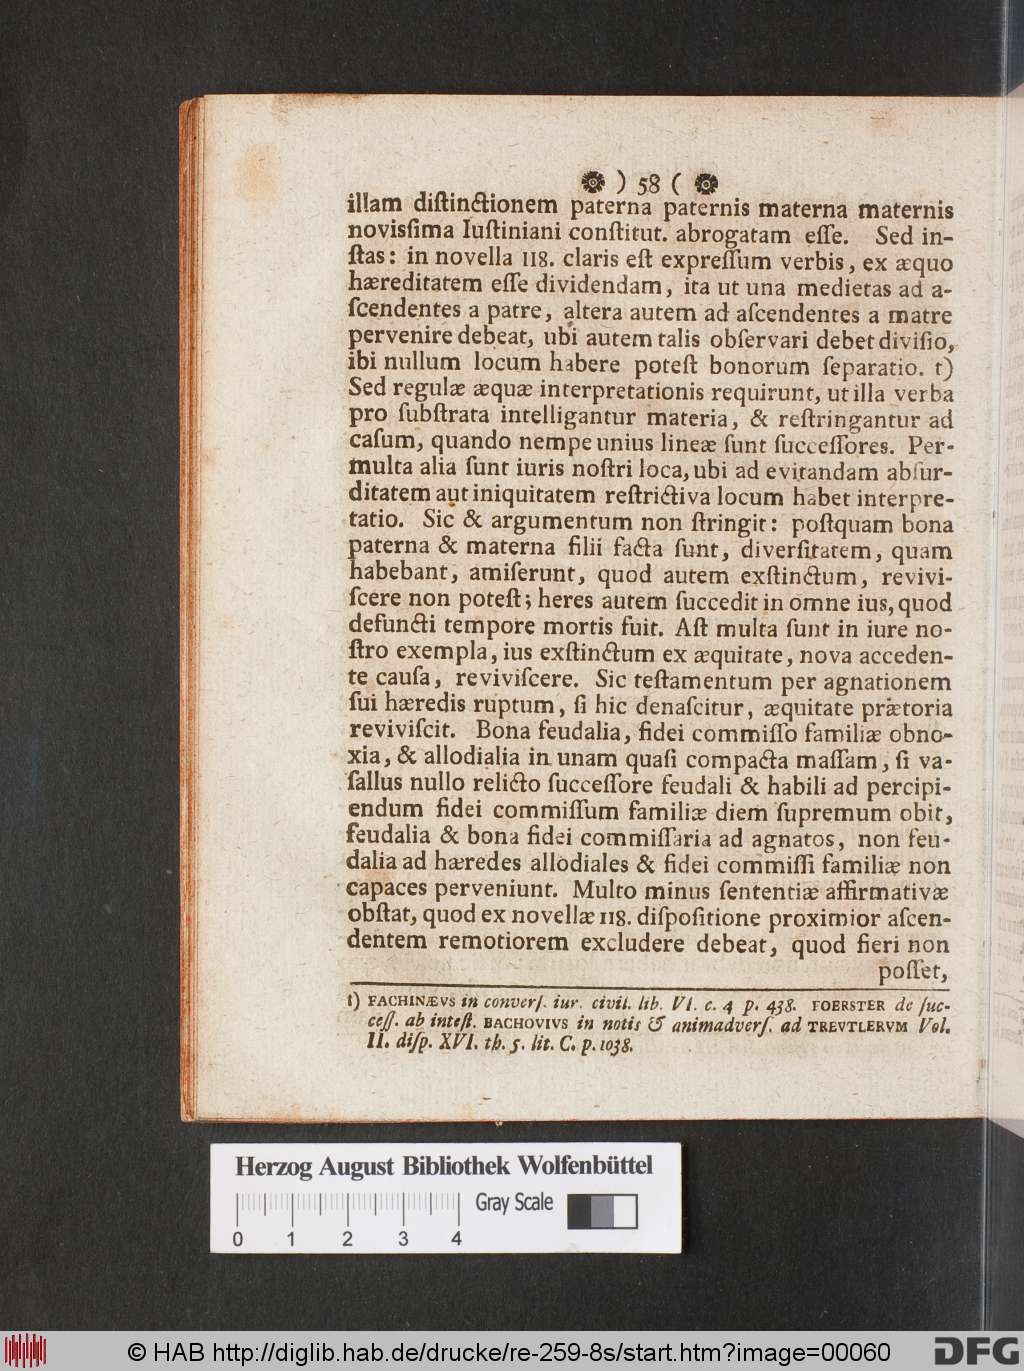 ) 58 (
illam diſtinctionem paterna paternis materna maternis
noviſſima Iuſtiniani conſtitut. abrogatam eſſe. Sed in-
ſtas: in novella 118. claris eſt expreſſum verbis, ex æquo
hæreditatem eſſe dividendam, ita ut una medietas ad a-
ſcendentes a patre, altera autem ad aſcendentes a matre
pervenire debeat, ubi autem talis obſervari debet diviſio,
ibi nullum locum habere poteſt bonorum ſeparatio. t)
Sed regulæ æquæ interpretationis requirunt, ut illa verba
pro ſubſtrata intelligantur materia, & reſtringantur ad
caſum, quando nempe unius lineæ ſunt ſucceſſores. Per-
multa alia ſunt iuris noſtri loca, ubi ad evitandam abſur-
ditatem aut iniquitatem reſtrictiva locum habet interpre-
tatio. Sic & argumentum non ſtringit: poſtquam bona
paterna & materna filii facta ſunt, diverſitatem, quam
habebant, amiſerunt, quod autem exſtinctum, revivi-
ſcere non poteſt; heres autem ſuccedit in omne ius, quod
defuncti tempore mortis fuit. Aſt multa ſunt in iure no-
ſtro exempla, ius exſtinctum ex æquitate, nova acceden-
te cauſa, reviviſcere. Sic teſtamentum per agnationem
ſui hæredis ruptum, ſi hic denaſcitur, æquitate prætoria
reviviſcit. Bona feudalia, fidei commiſſo familiæ obno-
xia, & allodialia in unam quaſi compacta maſſam, ſi va-
ſallus nullo relicto ſucceſſore feudali & habili ad percipi-
endum fidei commiſſum familiæ diem ſupremum obit,
feudalia & bona fidei commiſſaria ad agnatos, non feu-
dalia ad hæredes allodiales & fidei commiſſi familiæ non
capaces perveniunt. Multo minus ſententiæ affirmativæ
obſtat, quod ex novellæ 118. diſpoſitione proximior aſcen-
dentem remotiorem excludere debeat, quod fieri non
poſſet,
t) FACHINÆVS in converſ. iur. civil. lib. VI. c. 4 p. 438. FOERSTER de ſuc-
ceſſ. ab inteſt. BACHOVIVS in notis & animadverſ. ad TREVTLERVM Vol.
II. diſp. XVI. th. 5. lit. C. p. 1038.
Herzog August Bibliothek Wolfenbüttel
Gray Scale
0 1 2 3 4
© HAB http://diglib.hab.de/drucke/re-259-8s/start.htm?image=00060
DFG